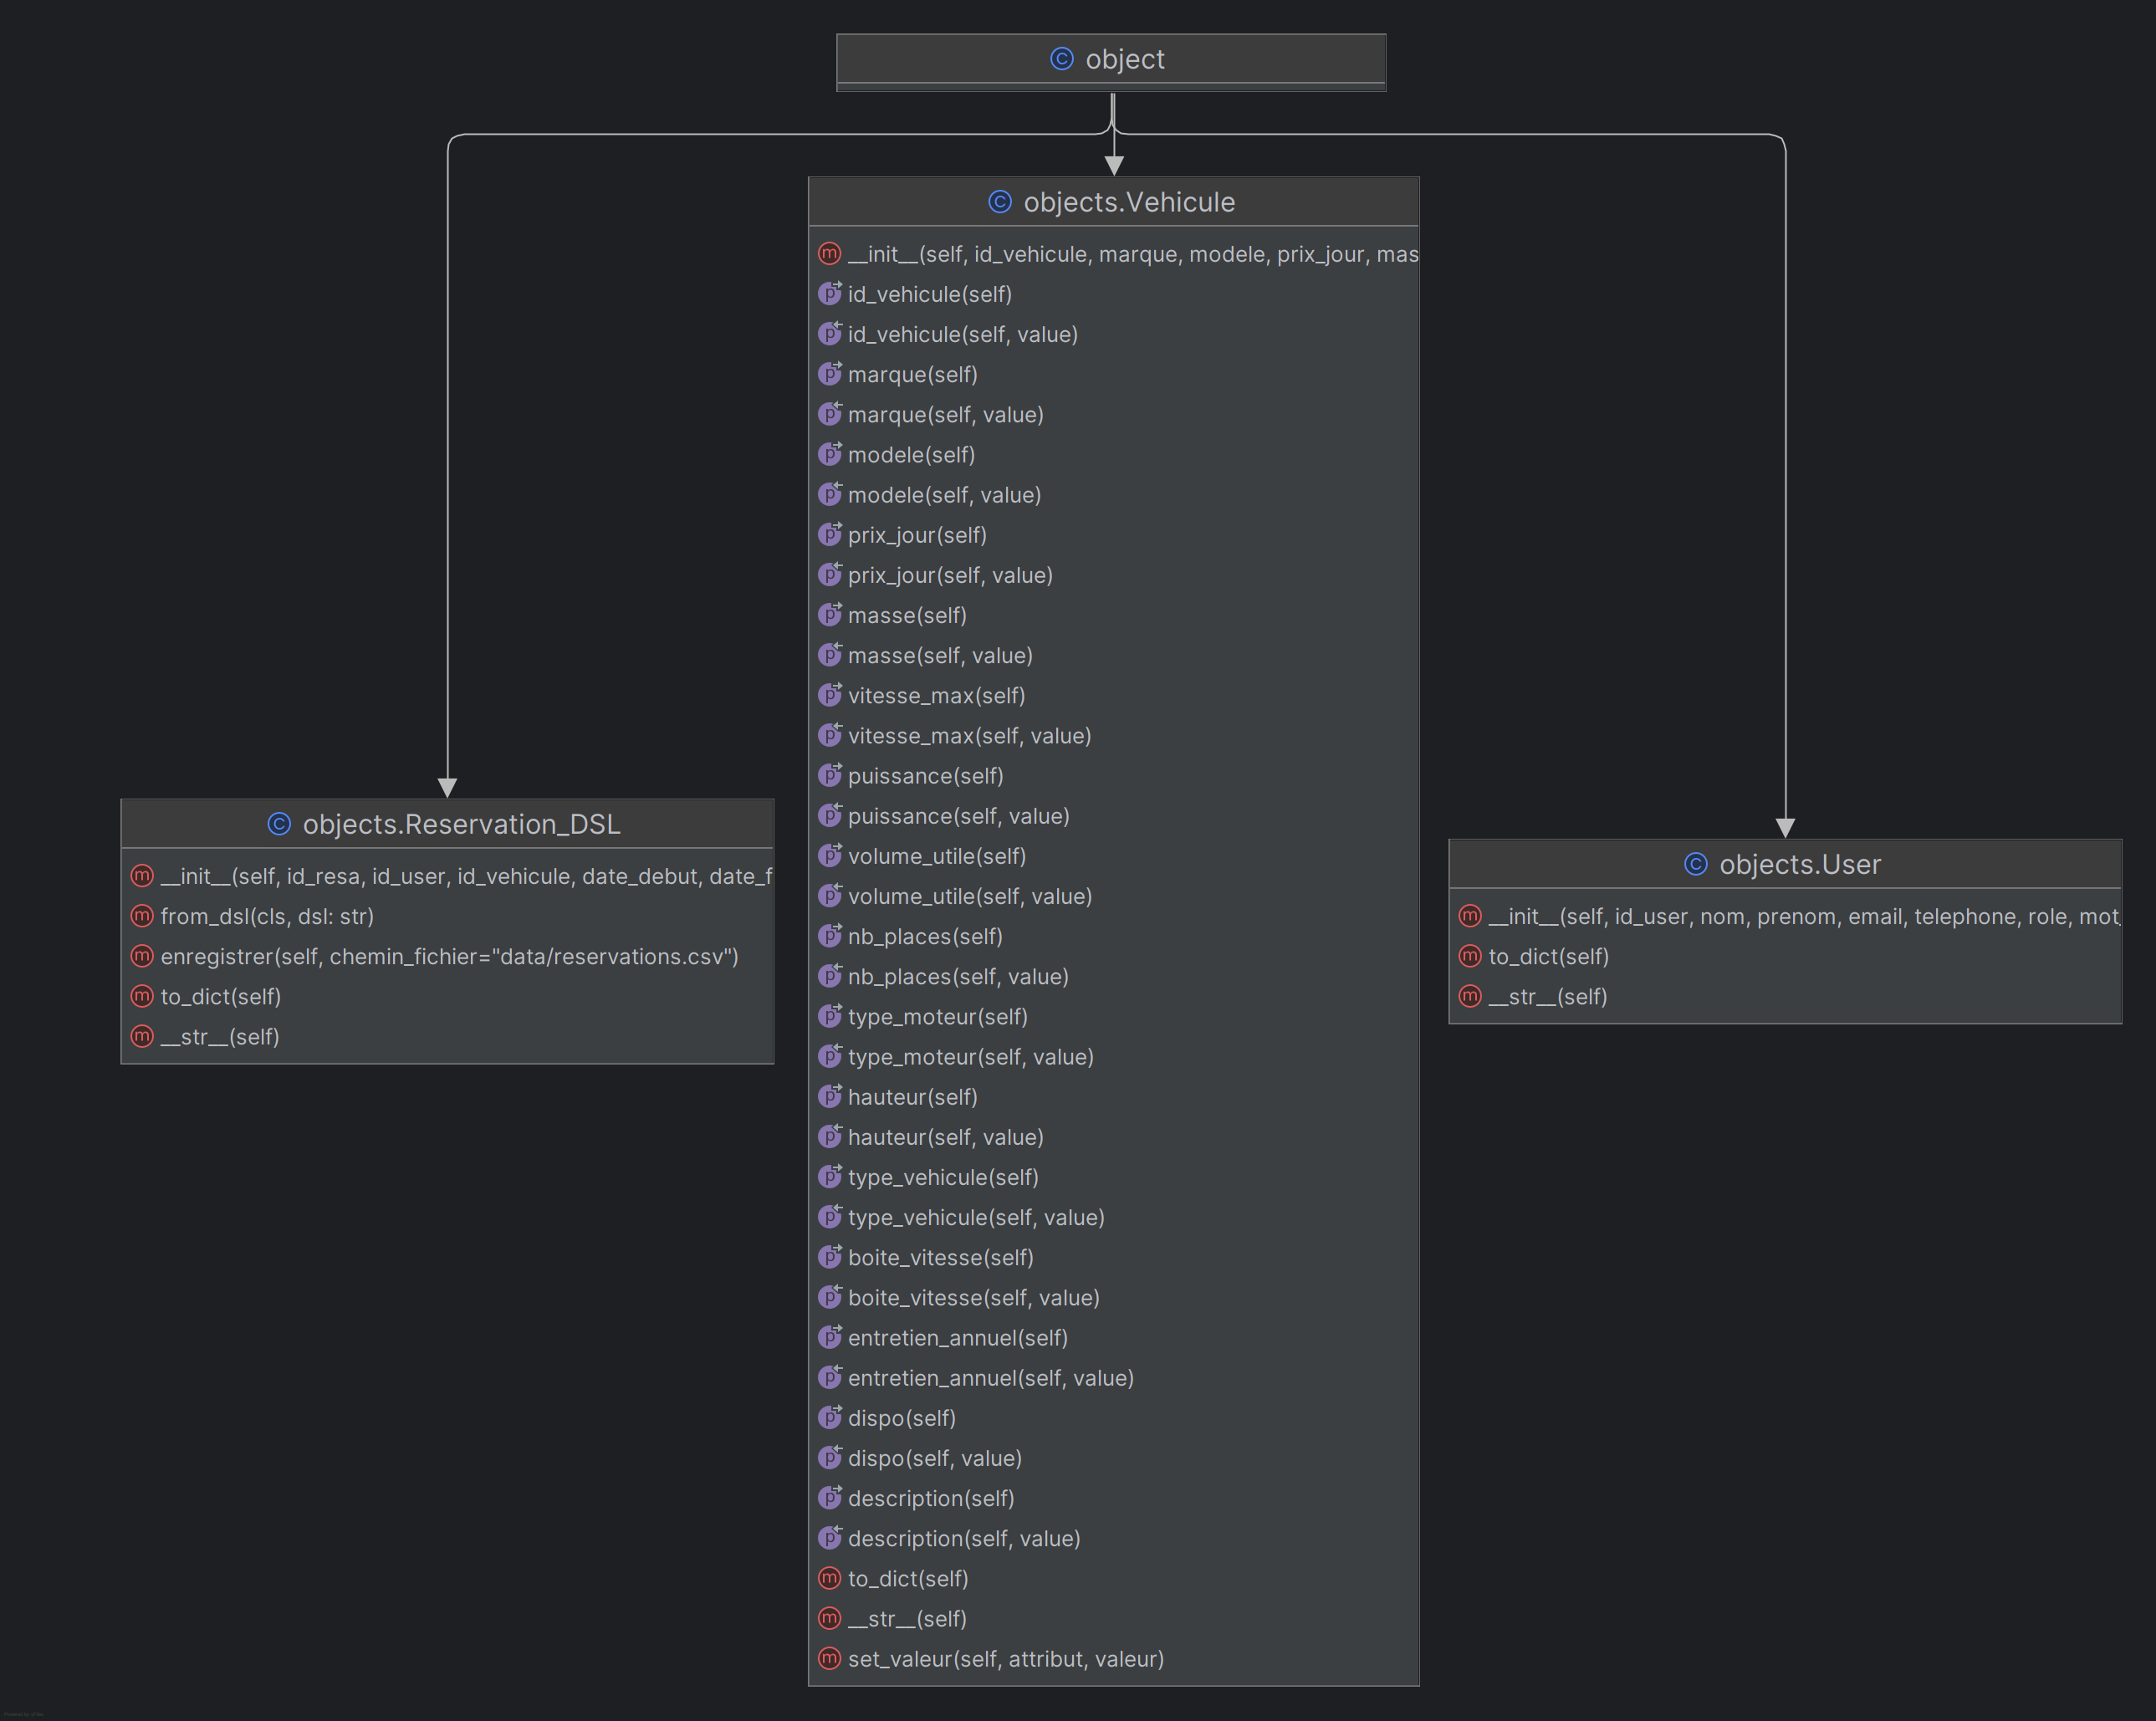 object
objects.Vehicule
__init__(self, id_vehicule, marque, modele, prix_jour, mas
id_vehicule(self)
id_vehicule(self, value)
marque(self)
marque(self, value)
modele(self)
modele(self, value)
prix_jour(self)
prix_jour(self, value)
masse(self)
masse(self, value)
vitesse_max(self)
vitesse_max(self, value)
puissance(self)
puissance(self, value)
volume_utile(self)
volume_utile(self, value)
nb_places(self)
nb_places(self, value)
type_moteur(self)
type_moteur(self, value)
hauteur(self)
hauteur(self, value)
type_vehicule(self)
type_vehicule(self, value)
boite_vitesse(self)
boite_vitesse(self, value)
entretien_annuel(self)
entretien_annuel(self, value)
dispo(self)
dispo(self, value)
description(self)
description(self, value)
to_dict(self)
__str__(self)
set_valeur(self, attribut, valeur)
objects.Reservation_DSL
__init__(self, id_resa, id_user, id_vehicule, date_debut, date_f
from_dsl(cls, dsl: str)
enregistrer(self, chemin_fichier="data/reservations.csv")
to_dict(self)
__str__(self)
objects.User
__init__(self, id_user, nom, prenom, email, telephone, role, mot_
to_dict(self)
__str__(self)